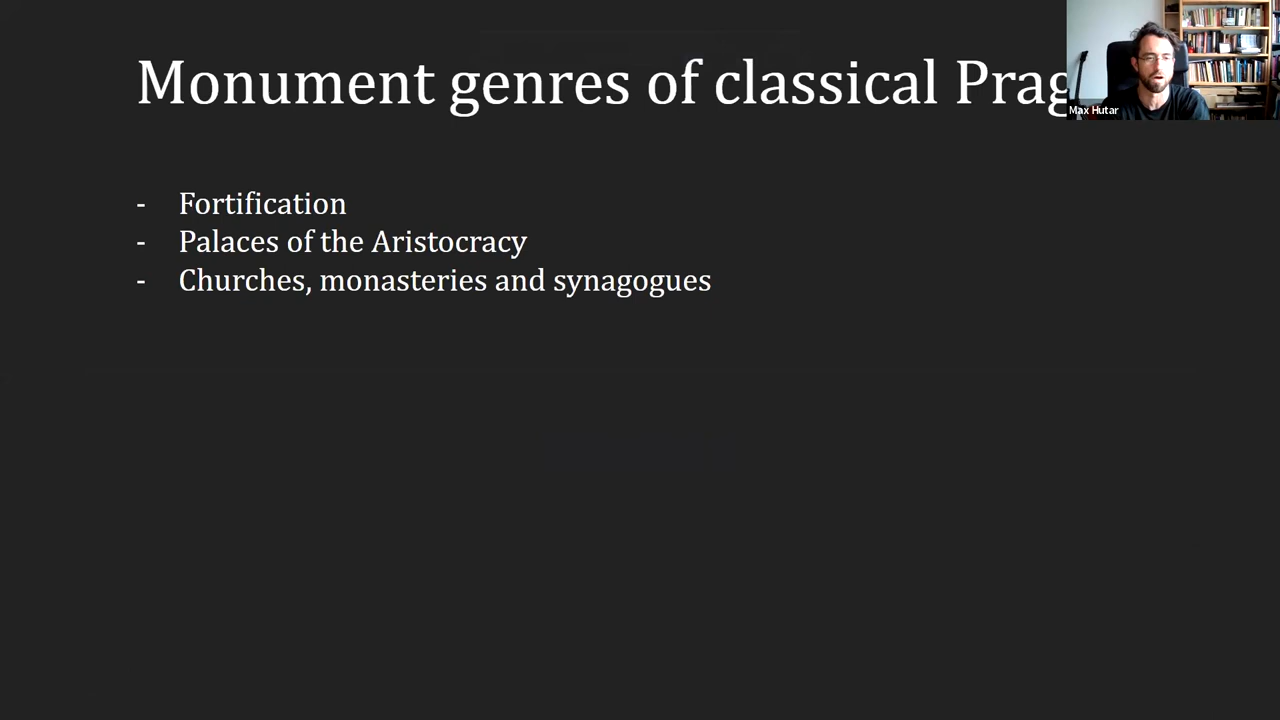 Monument genres of classical Prag
Max Hutar
- Fortification
- Palaces of the Aristocracy
- Churches, monasteries and synagogues